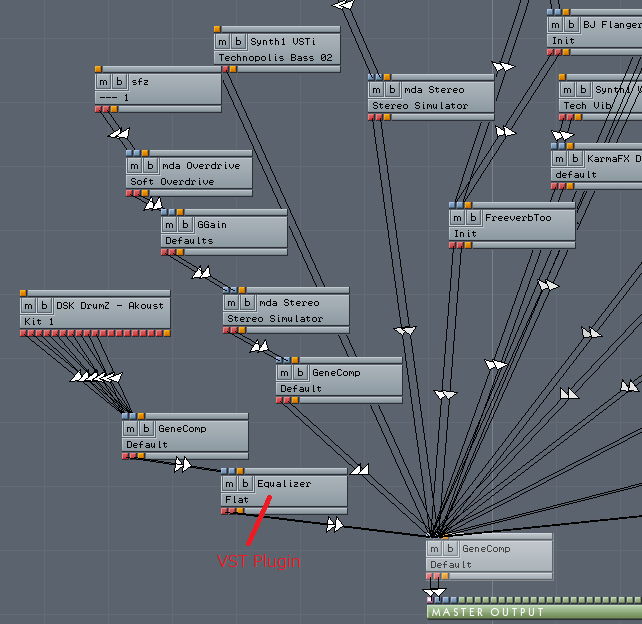 BJ Flanger
Init
m b Synth1 VSTi
Technopolis Bass 02
m b sfz
--- 1
m b mda Stereo
Stereo Simulator
m b Synth1 V
Tech Vib
m b mda Overdrive
Soft Overdrive
m b KarmaFX D
default
m b GGain
Defaults
m b FreeverbToo
Init
m b DSK DrumZ - Akoust
Kit 1
m b mda Stereo
Stereo Simulator
m b GeneComp
Default
m b GeneComp
Default
m b Equalizer
Flat
VST Plugin
m b GeneComp
Default
MASTER OUTPUT